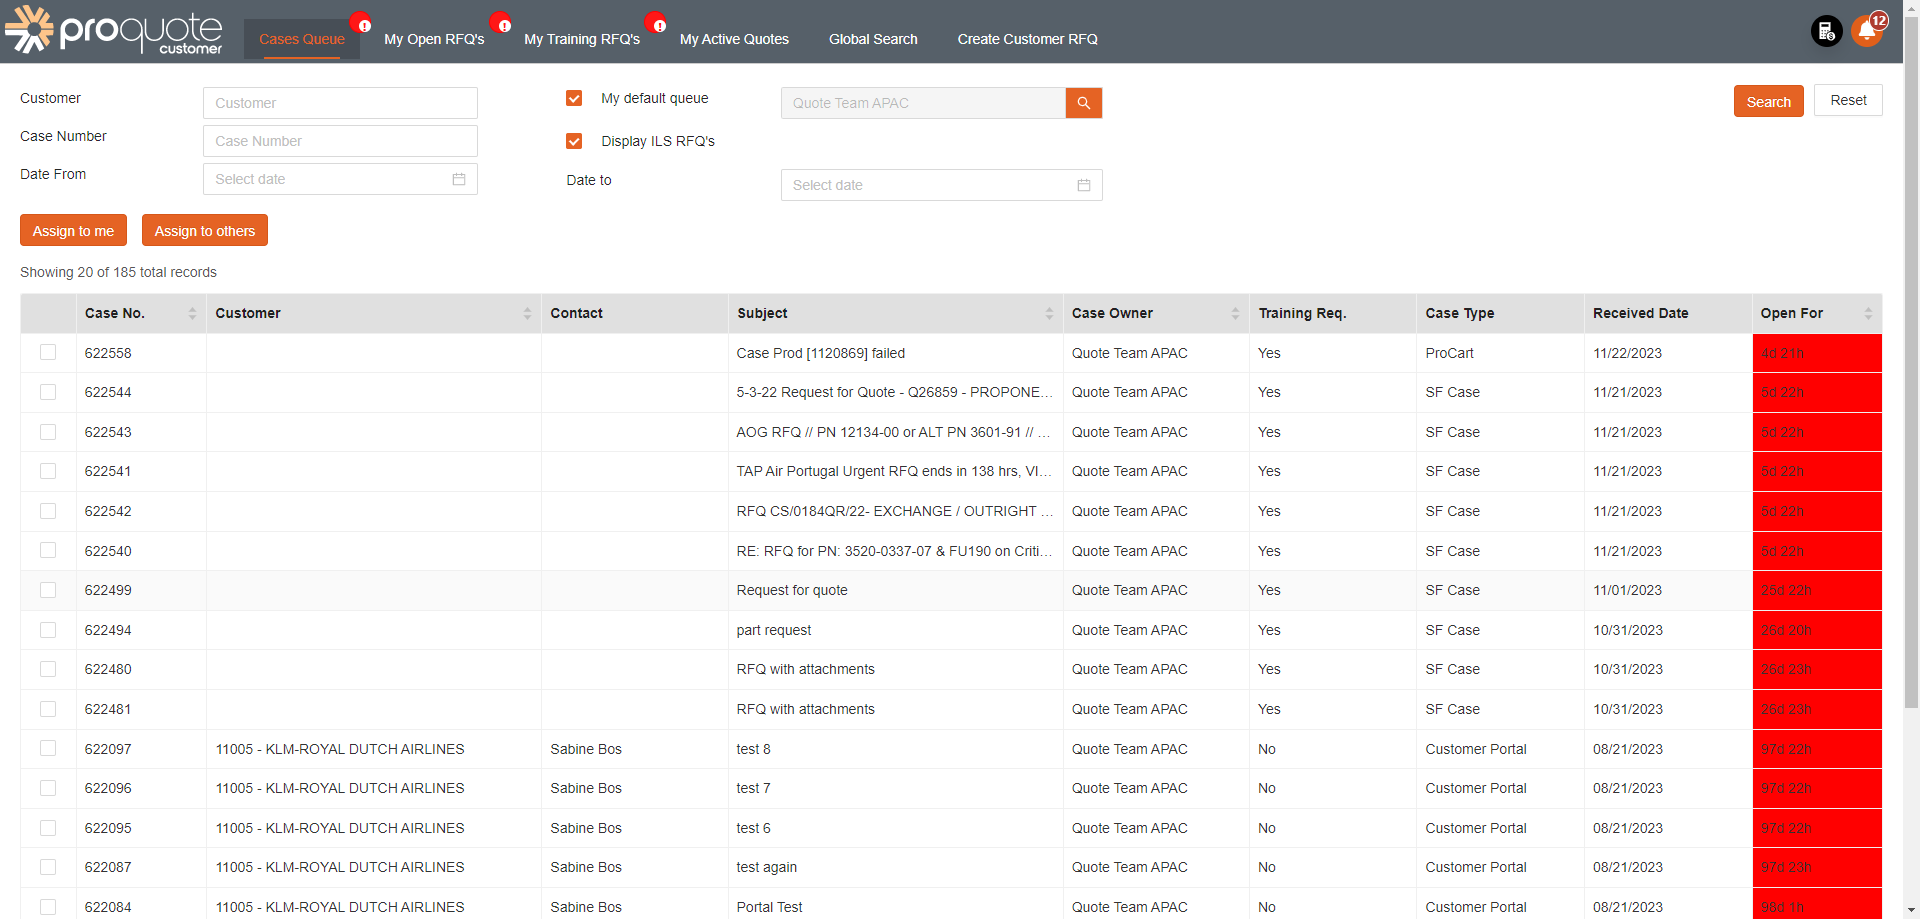 proquote
customer
Cases Queue My Open RFQ's My Training RFQ's My Active Quotes Global Search Create Customer RFQ 12
Customer Customer My default queue Quote Team APAC Search Reset
Case Number Case Number Display ILS RFQ's
Date From Select date Date to Select date
Assign to me Assign to others
Showing 20 of 185 total records
Case No. Customer Contact Subject Case Owner Training Req. Case Type Received Date Open For
622558 Case Prod [1120869] failed Quote Team APAC Yes ProCart 11/22/2023 4d 21h
622544 5-3-22 Request for Quote - Q26859 - PROPONE... Quote Team APAC Yes SF Case 11/21/2023 5d 22h
622543 AOG RFQ // PN 12134-00 or ALT PN 3601-91 // ... Quote Team APAC Yes SF Case 11/21/2023 5d 22h
622541 TAP Air Portugal Urgent RFQ ends in 138 hrs, VI... Quote Team APAC Yes SF Case 11/21/2023 5d 22h
622542 RFQ CS/0184QR/22- EXCHANGE / OUTRIGHT ... Quote Team APAC Yes SF Case 11/21/2023 5d 22h
622540 RE: RFQ for PN: 3520-0337-07 & FU190 on Criti... Quote Team APAC Yes SF Case 11/21/2023 5d 22h
622499 Request for quote Quote Team APAC Yes SF Case 11/01/2023 25d 22h
622494 part request Quote Team APAC Yes SF Case 10/31/2023 26d 20h
622480 RFQ with attachments Quote Team APAC Yes SF Case 10/31/2023 26d 23h
622481 RFQ with attachments Quote Team APAC Yes SF Case 10/31/2023 26d 23h
622097 11005 - KLM-ROYAL DUTCH AIRLINES Sabine Bos test 8 Quote Team APAC No Customer Portal 08/21/2023 97d 22h
622096 11005 - KLM-ROYAL DUTCH AIRLINES Sabine Bos test 7 Quote Team APAC No Customer Portal 08/21/2023 97d 22h
622095 11005 - KLM-ROYAL DUTCH AIRLINES Sabine Bos test 6 Quote Team APAC No Customer Portal 08/21/2023 97d 22h
622087 11005 - KLM-ROYAL DUTCH AIRLINES Sabine Bos test again Quote Team APAC No Customer Portal 08/21/2023 97d 23h
622084 11005 - KLM-ROYAL DUTCH AIRLINES Sabine Bos Portal Test Quote Team APAC No Customer Portal 08/21/2023 98d 1h